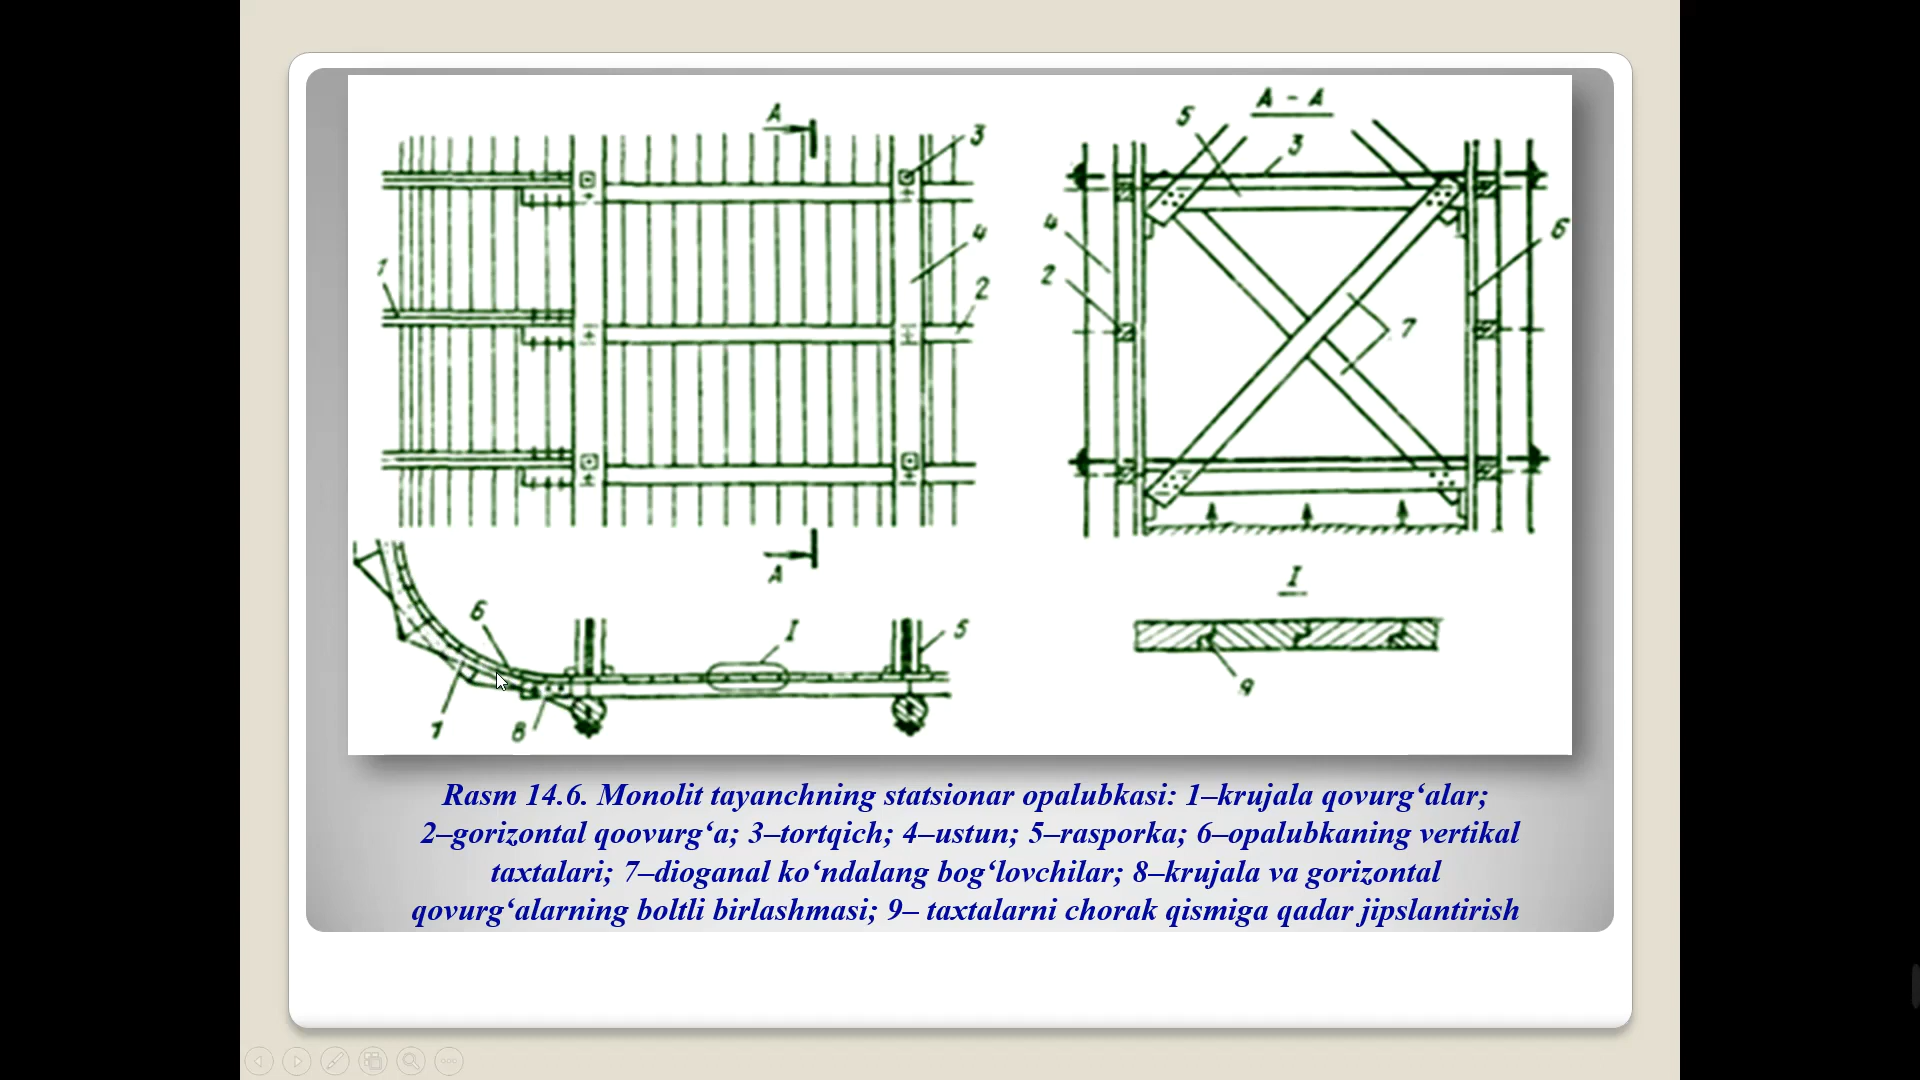 A
3
4
2
1
A
6
I
5
1
8
A - A
5
3
4
2
6
7
I
9
Rasm 14.6. Monolit tayanchning statsionar opalubkasi: 1–krujala qovurg‘alar;
2–gorizontal qoovurg‘a; 3–tortqich; 4–ustun; 5–rasporka; 6–opalubkaning vertikal
taxtalari; 7–dioganal ko‘ndalang bog‘lovchilar; 8–krujala va gorizontal
qovurg‘alarning boltli birlashmasi; 9– taxtalarni chorak qismiga qadar jipslantirish